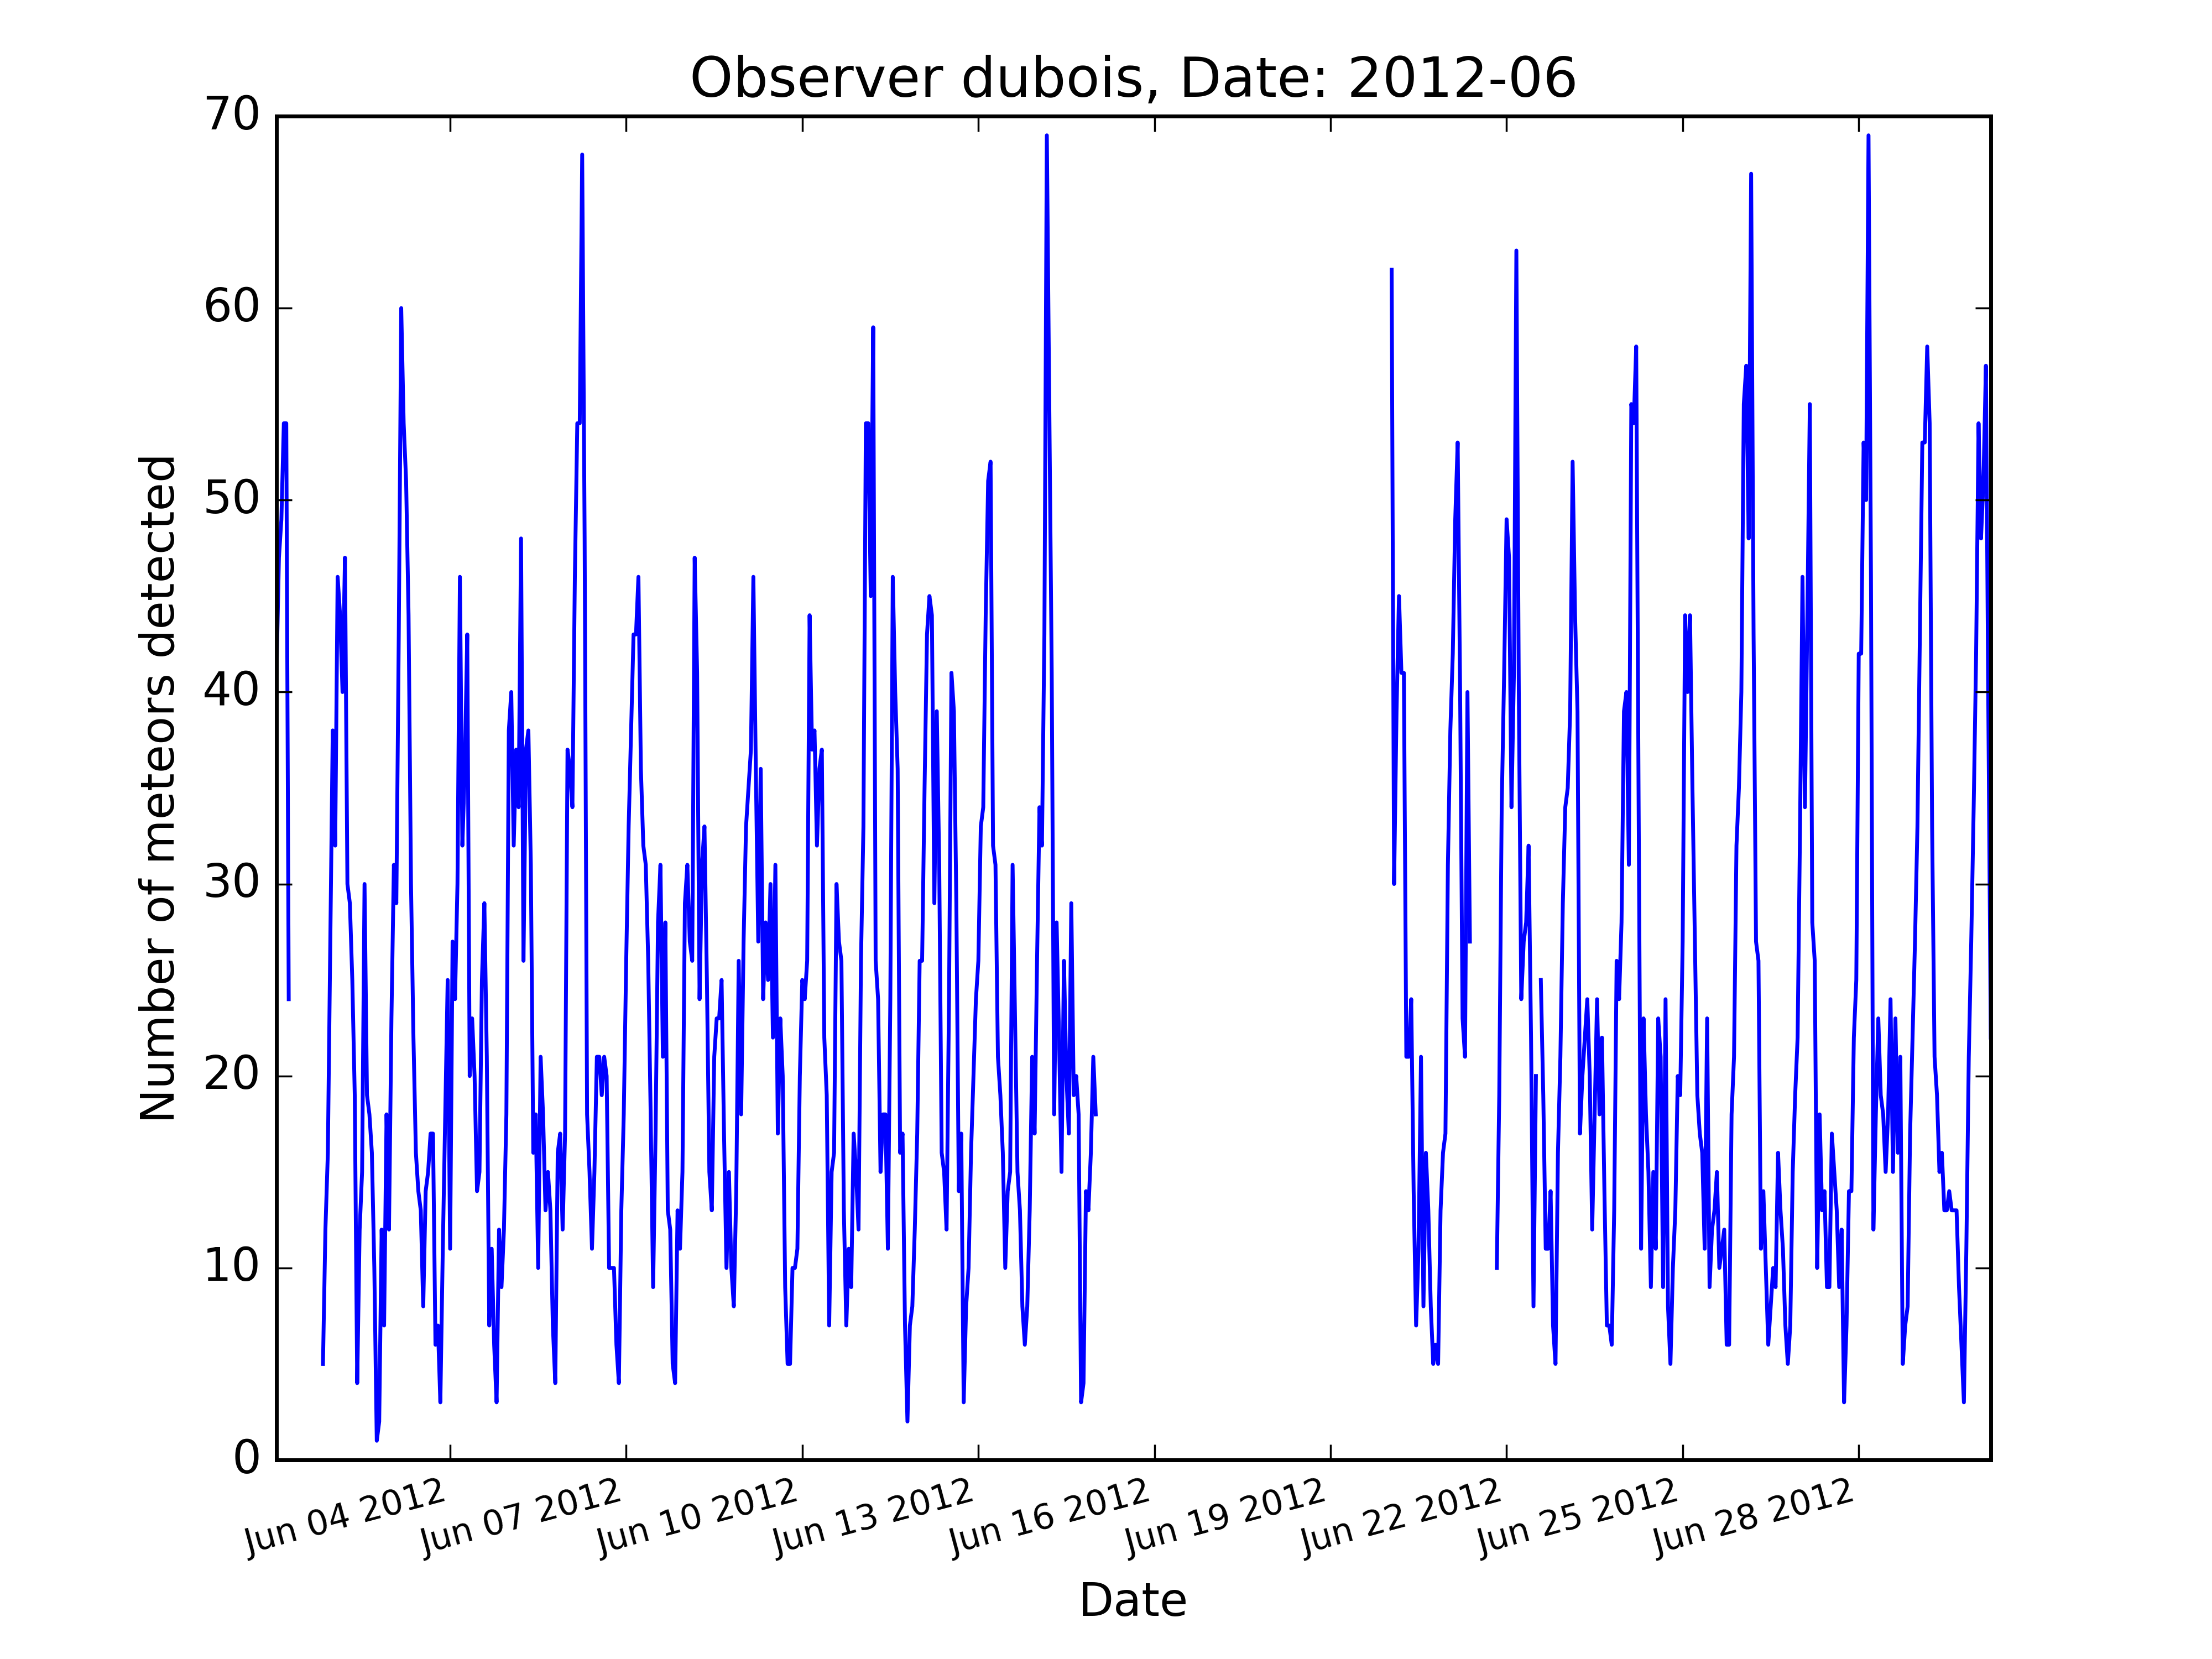 Observer dubois, Date: 2012-06
70
60
50
40
30
20
10
0
Number of meteors detected
Jun 04 2012
Jun 07 2012
Jun 10 2012
Jun 13 2012
Jun 16 2012
Jun 19 2012
Jun 22 2012
Jun 25 2012
Jun 28 2012
Date